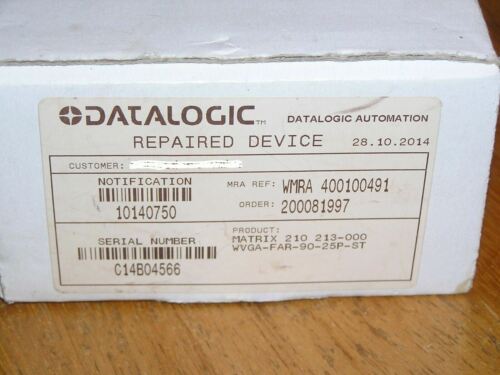 DATALOGIC™ DATALOGIC AUTOMATION
REPAIRED DEVICE 28.10.2014
CUSTOMER:
NOTIFICATION
10140750
MRA REF: WMRA 400100491
ORDER: 200081997
SERIAL NUMBER
C14B04566
PRODUCT:
MATRIX 210 213-000
WVGA-FAR-90-25P-ST